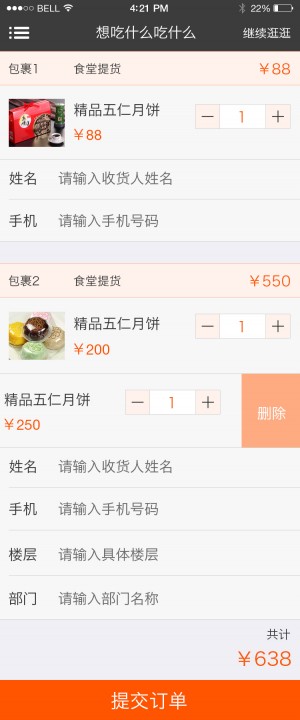 BELL 4:21 PM 22%
想吃什么吃什么 继续逛逛
包裹1 食堂提货 ￥88
精品五仁月饼
￥88
1
姓名 请输入收货人姓名
手机 请输入手机号码
包裹2 食堂提货 ￥550
精品五仁月饼
￥200
1
精品五仁月饼
￥250
1
删除
姓名 请输入收货人姓名
手机 请输入手机号码
楼层 请输入具体楼层
部门 请输入部门名称
共计
￥638
提交订单